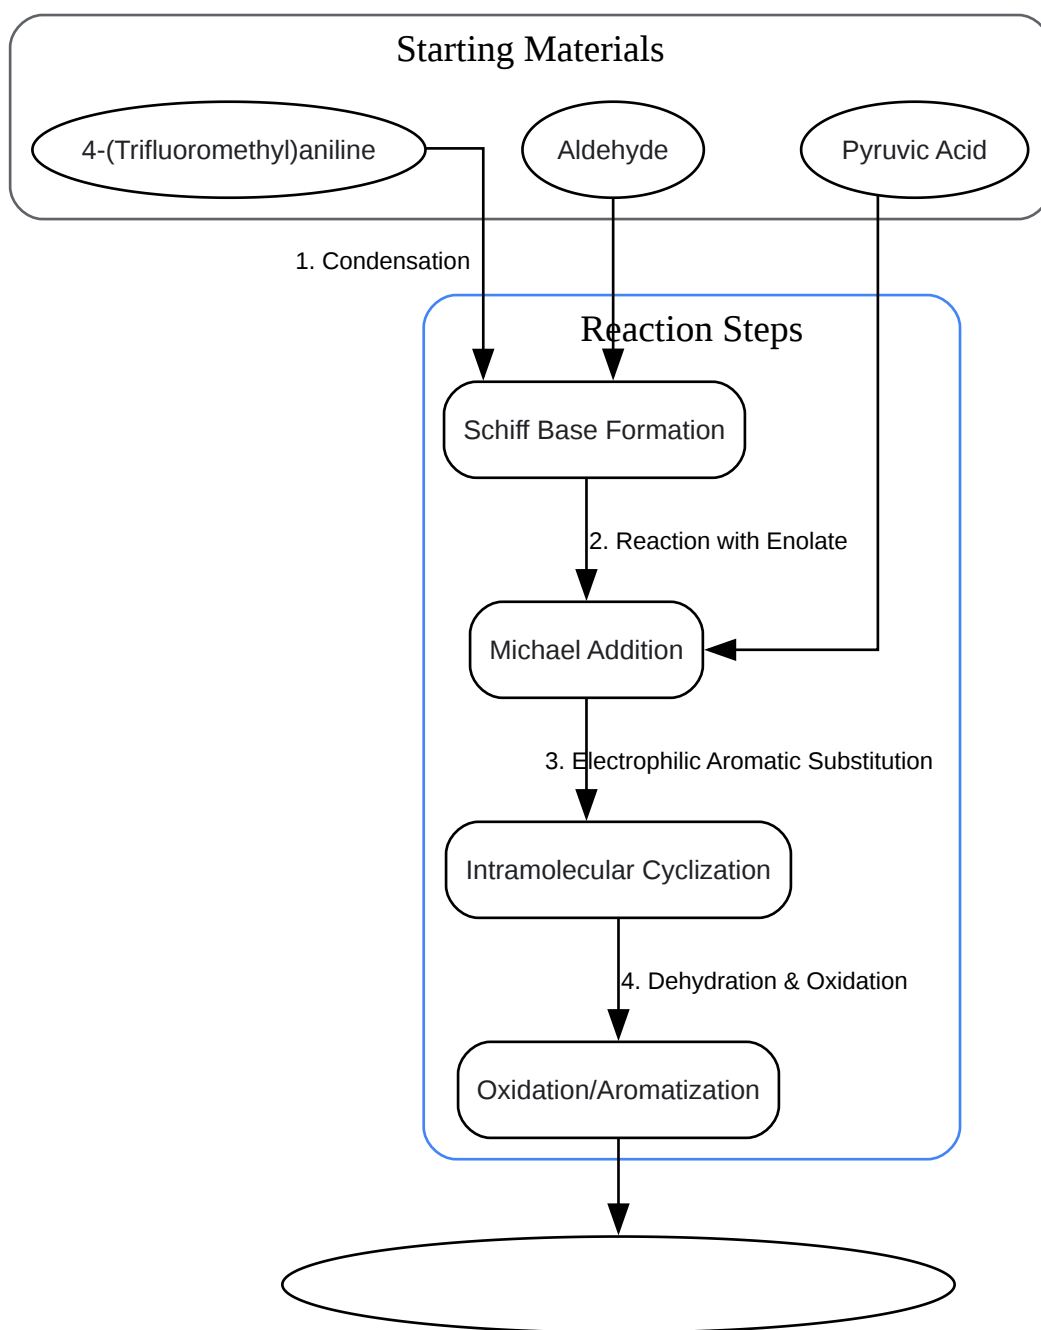 Starting Materials
4-(Trifluoromethyl)aniline
Aldehyde
Pyruvic Acid
1. Condensation
Reaction Steps
Schiff Base Formation
2. Reaction with Enolate
Michael Addition
3. Electrophilic Aromatic Substitution
Intramolecular Cyclization
4. Dehydration & Oxidation
Oxidation/Aromatization